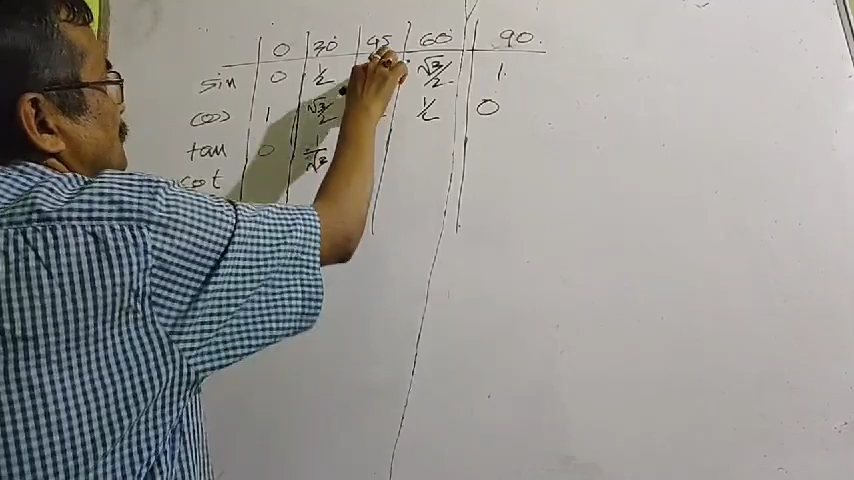 0 30° 45 60° 90°
sin 0 1/2 √3/2 1
cos 1 √3/2 1/2 0
tan 0 1/√3
cot